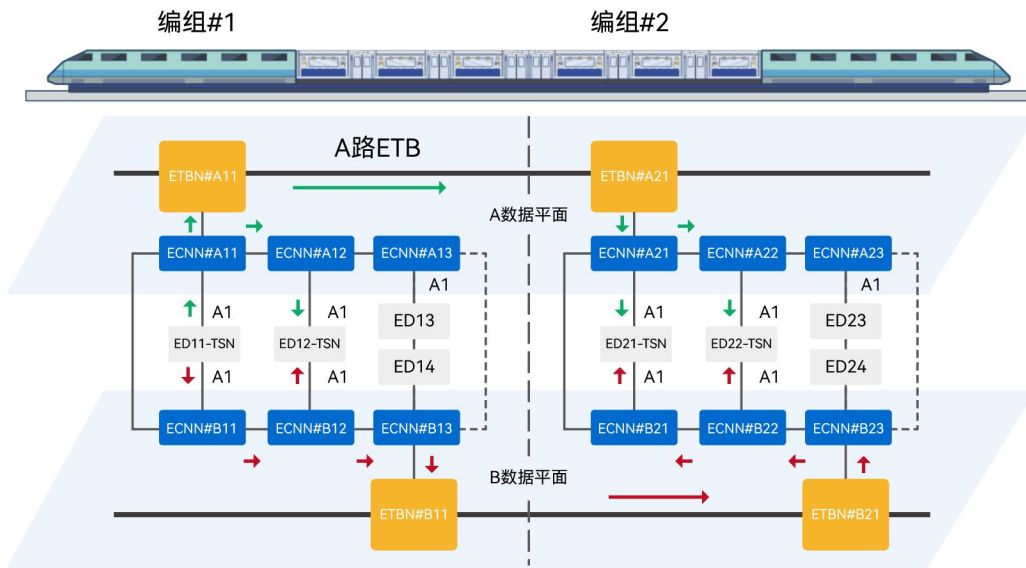 编组#1
编组#2
A路ETB
ETBN#A11
ETBN#A21
A数据平面
ECNN#A11
ECNN#A12
ECNN#A13
ECNN#A21
ECNN#A22
ECNN#A23
A1
A1
A1
A1
A1
A1
ED13
ED23
ED11-TSN
ED12-TSN
ED21-TSN
ED22-TSN
ED14
ED24
A1
A1
A1
A1
ECNN#B11
ECNN#B12
ECNN#B13
ECNN#B21
ECNN#B22
ECNN#B23
B数据平面
ETBN#B11
ETBN#B21